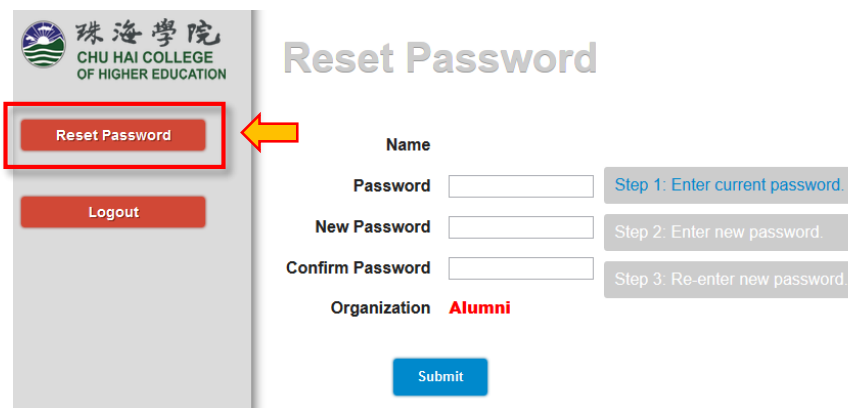 珠海學院
CHU HAI COLLEGE
OF HIGHER EDUCATION
Reset Password
Reset Password
Logout
Name
Password
Step 1: Enter current password.
New Password
Step 2: Enter new password.
Confirm Password
Step 3: Re-enter new password.
Organization Alumni
Submit